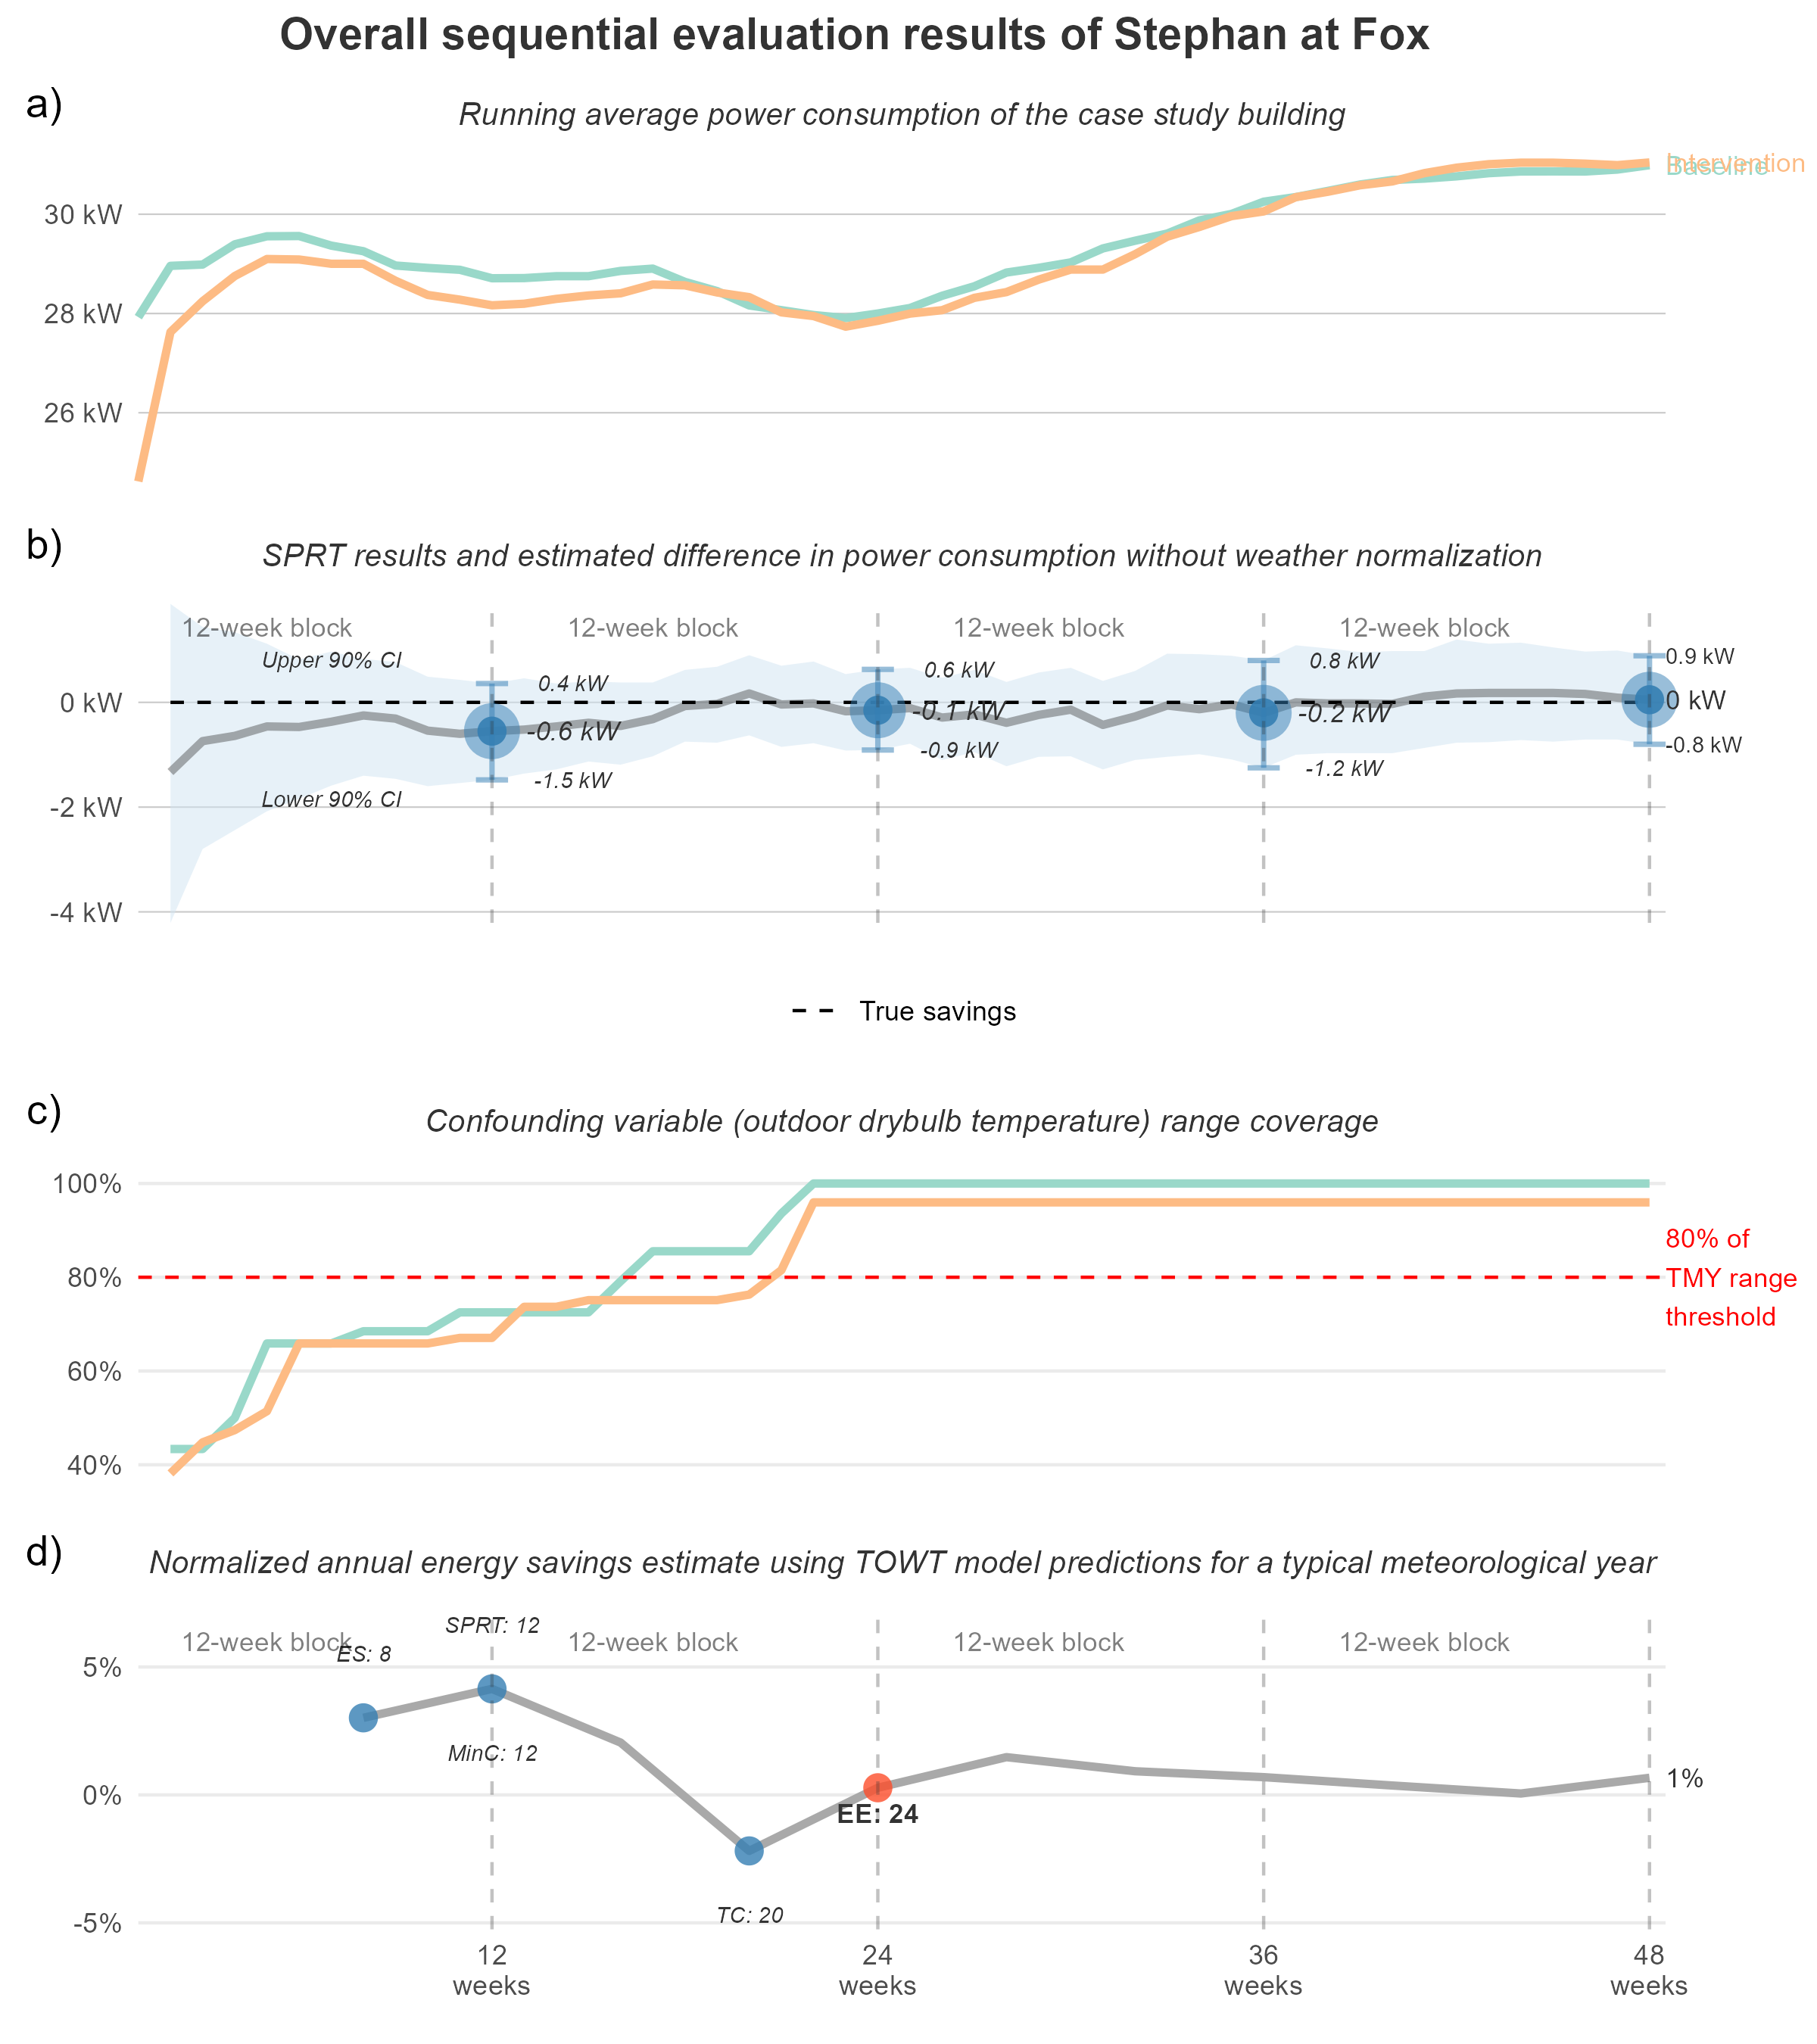 Overall sequential evaluation results of Stephan at Fox
a)
Running average power consumption of the case study building
Intervention
Baseline
30 kW
28 kW
26 kW
b)
SPRT results and estimated difference in power consumption without weather normalization
12-week block
12-week block
12-week block
12-week block
Upper 90% CI
0.4 kW
0.6 kW
0.8 kW
0.9 kW
0 kW
-0.6 kW
-0.1 kW
-0.2 kW
0 kW
-1.5 kW
-0.9 kW
-1.2 kW
-0.8 kW
Lower 90% CI
-2 kW
-4 kW
True savings
c)
Confounding variable (outdoor drybulb temperature) range coverage
100%
80%
60%
40%
80% of
TMY range
threshold
d)
Normalized annual energy savings estimate using TOWT model predictions for a typical meteorological year
SPRT: 12
12-week block
12-week block
12-week block
12-week block
ES: 8
5%
MinC: 12
0%
1%
EE: 24
TC: 20
-5%
12
weeks
24
weeks
36
weeks
48
weeks